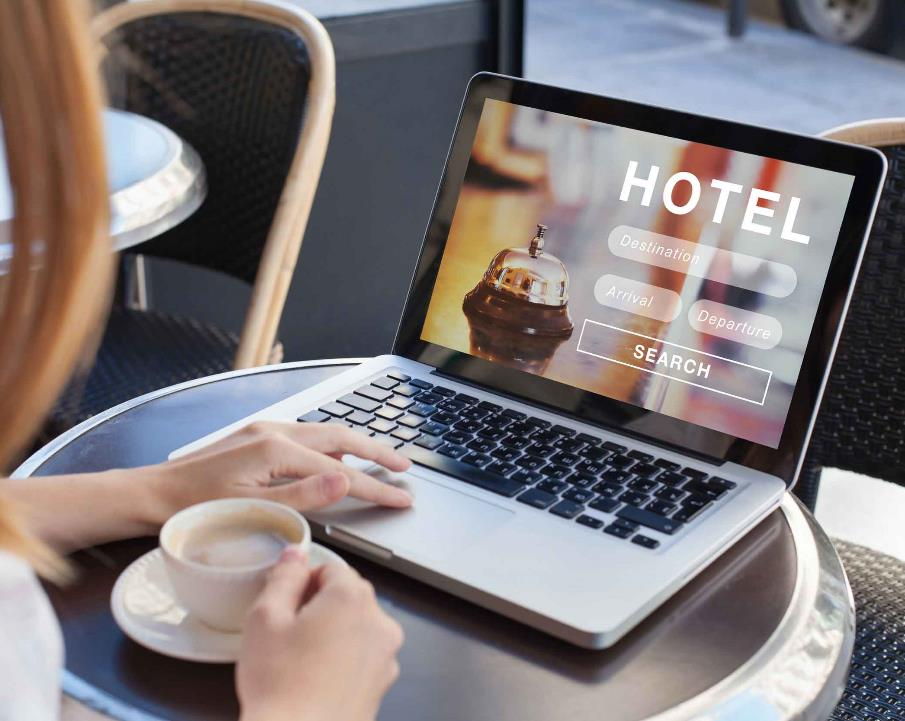 HOTEL
Destination
Arrival Departure
SEARCH